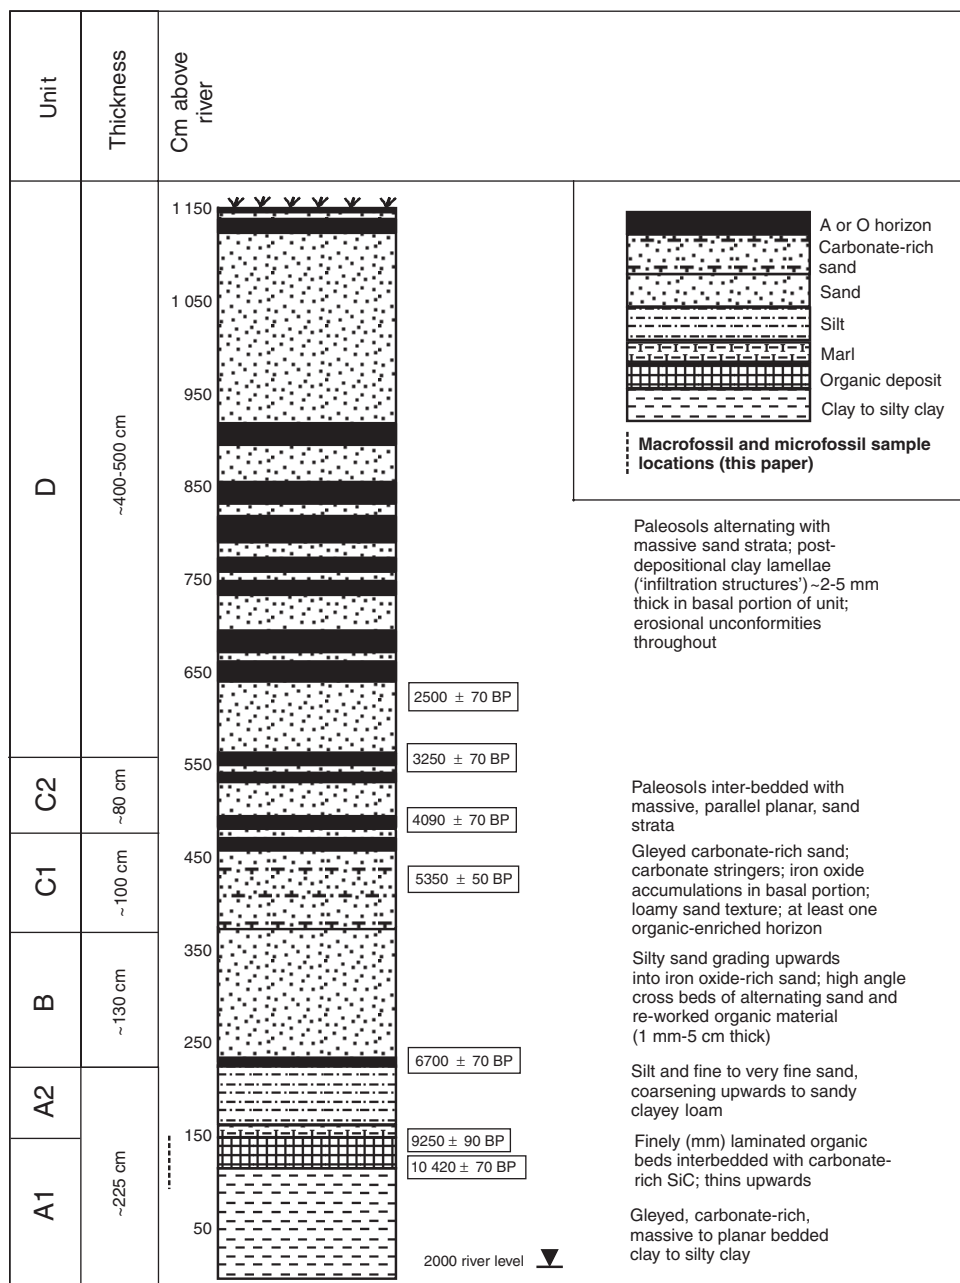 Unit
Thickness
Cm above
river
A or O horizon
Carbonate-rich
sand
Sand
Silt
Marl
Organic deposit
Clay to silty clay
Macrofossil and microfossil sample
locations (this paper)
D
~400-500 cm
1 150
1 050
950
850
750
650
Paleosols alternating with
massive sand strata; post-
depositional clay lamellae
('infiltration structures') ~2-5 mm
thick in basal portion of unit;
erosional unconformities
throughout
2500 ± 70 BP
3250 ± 70 BP
C2
~80 cm
550
4090 ± 70 BP
Paleosols inter-bedded with
massive, parallel planar, sand
strata
C1
~100 cm
450
5350 ± 50 BP
Gleyed carbonate-rich sand;
carbonate stringers; iron oxide
accumulations in basal portion;
loamy sand texture; at least one
organic-enriched horizon
B
~130 cm
350
250
Silty sand grading upwards
into iron oxide-rich sand; high angle
cross beds of alternating sand and
re-worked organic material
(1 mm-5 cm thick)
6700 ± 70 BP
A2
~225 cm
Silt and fine to very fine sand,
coarsening upwards to sandy
clayey loam
150
9250 ± 90 BP
10 420 ± 70 BP
Finely (mm) laminated organic
beds interbedded with carbonate-
rich SiC; thins upwards
A1
50
Gleyed, carbonate-rich,
massive to planar bedded
clay to silty clay
2000 river level